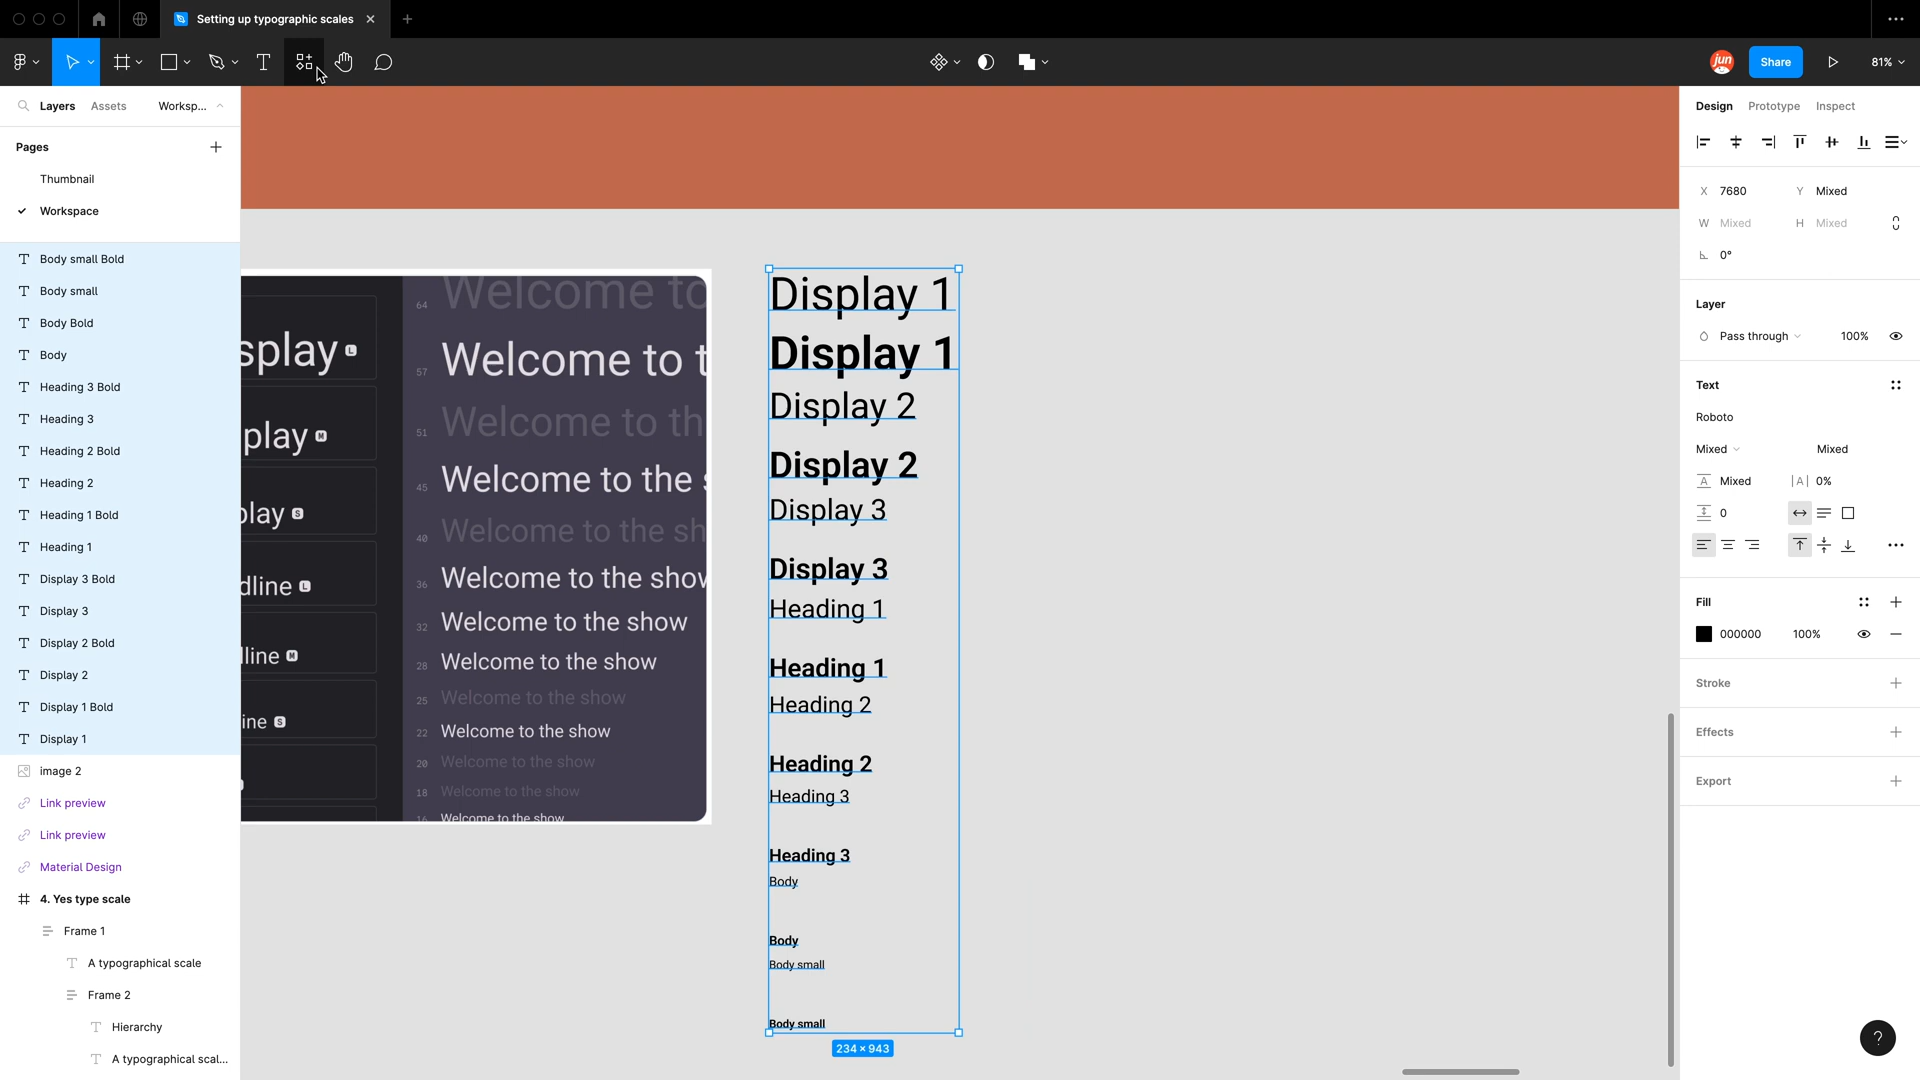 Setting up typographic scales
jun
Share
81%
Layers
Assets
Worksp...
Pages
Thumbnail
Workspace
Body small Bold
Body small
Body Bold
Body
Heading 3 Bold
Heading 3
Heading 2 Bold
Heading 2
Heading 1 Bold
Heading 1
Display 3 Bold
Display 3
Display 2 Bold
Display 2
Display 1 Bold
Display 1
image 2
Link preview
Link preview
Material Design
4. Yes type scale
Frame 1
A typographical scale
Frame 2
Hierarchy
A typographical scal...
splay L
play M
play S
dline L
lline M
ine S
64 Welcome to
57 Welcome to t
51 Welcome to th
45 Welcome to the s
40 Welcome to the sh
36 Welcome to the show
32 Welcome to the show
28 Welcome to the show
25 Welcome to the show
22 Welcome to the show
20 Welcome to the show
18 Welcome to the show
16 Welcome to the show
Display 1
Display 1
Display 2
Display 2
Display 3
Display 3
Heading 1
Heading 1
Heading 2
Heading 2
Heading 3
Heading 3
Body
Body
Body small
Body small
234 × 943
Design
Prototype
Inspect
X 7680 Y Mixed
W Mixed H Mixed
0°
Layer
Pass through 100%
Text
Roboto
Mixed Mixed
A Mixed |A| 0%
0
Fill
000000 100%
Stroke
Effects
Export
?